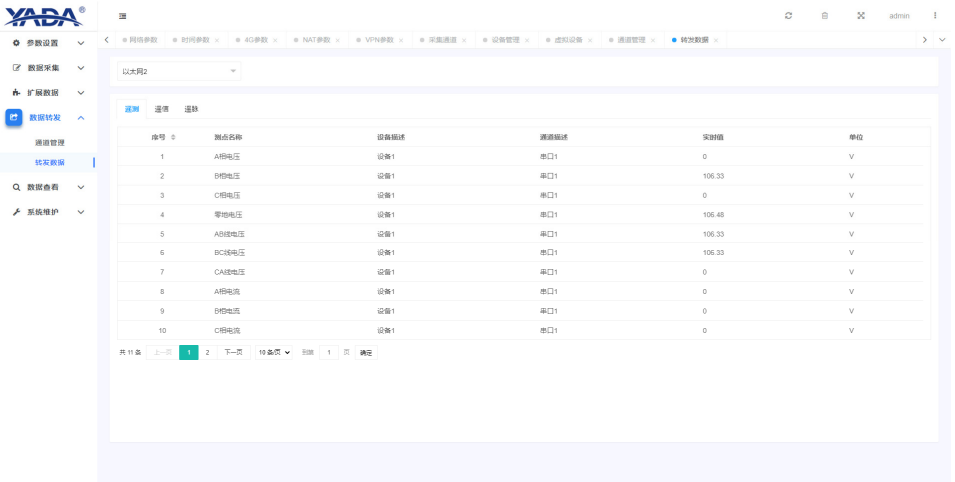 YADA®
admin
参数设置
数据采集
扩展数据
数据转发
通道管理
转发数据
数据查看
系统维护
网络参数 × 时间参数 × 4G参数 × NAT参数 × VPN参数 × 采集通道 × 设备管理 × 虚拟设备 × 通道管理 × 转发数据 ×
以太网2
遥测 遥信 遥脉
序号 测点名称 设备描述 通道描述 实时值 单位
1 A相电压 设备1 串口1 0 V
2 B相电压 设备1 串口1 106.33 V
3 C相电压 设备1 串口1 0 V
4 零地电压 设备1 串口1 106.48 V
5 AB线电压 设备1 串口1 106.33 V
6 BC线电压 设备1 串口1 106.33 V
7 CA线电压 设备1 串口1 0 V
8 A相电流 设备1 串口1 0 V
9 B相电流 设备1 串口1 0 V
10 C相电流 设备1 串口1 0 V
共 11 条 上一页 1 2 下一页 10 条/页 到第 1 页 确定